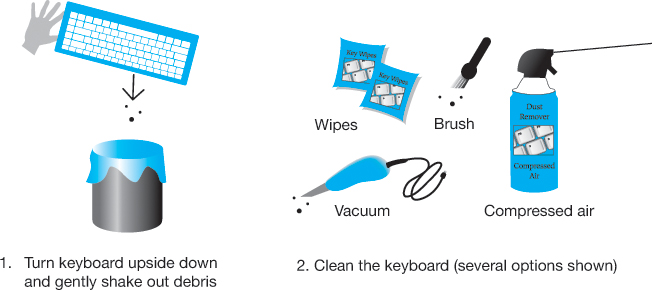 Key Wipes
Key Wipes
Wipes
Brush
Dust
Remover
Compressed
Air
Vacuum
Compressed air
1. Turn keyboard upside down
and gently shake out debris
2. Clean the keyboard (several options shown)